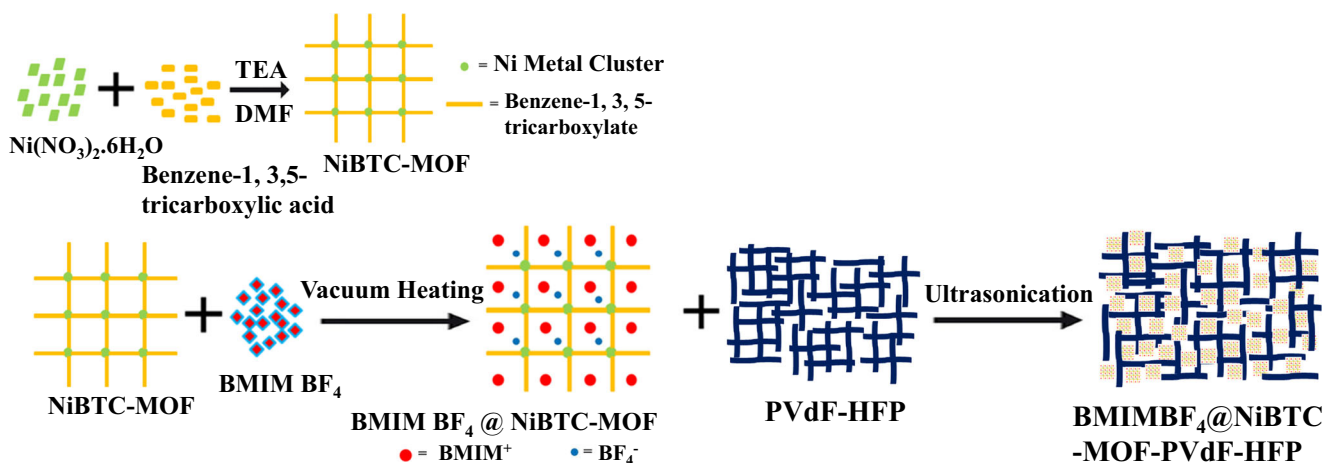 Ni(NO₃)₂.6H₂O
Benzene-1, 3,5-
tricarboxylic acid
TEA
DMF
NiBTC-MOF
= Ni Metal Cluster
= Benzene-1, 3, 5-
tricarboxylate
NiBTC-MOF
BMIM BF₄
Vacuum Heating
BMIM BF₄ @ NiBTC-MOF
= BMIM⁺
= BF₄⁻
PVdF-HFP
Ultrasonication
BMIMBF₄@NiBTC
-MOF-PVdF-HFP